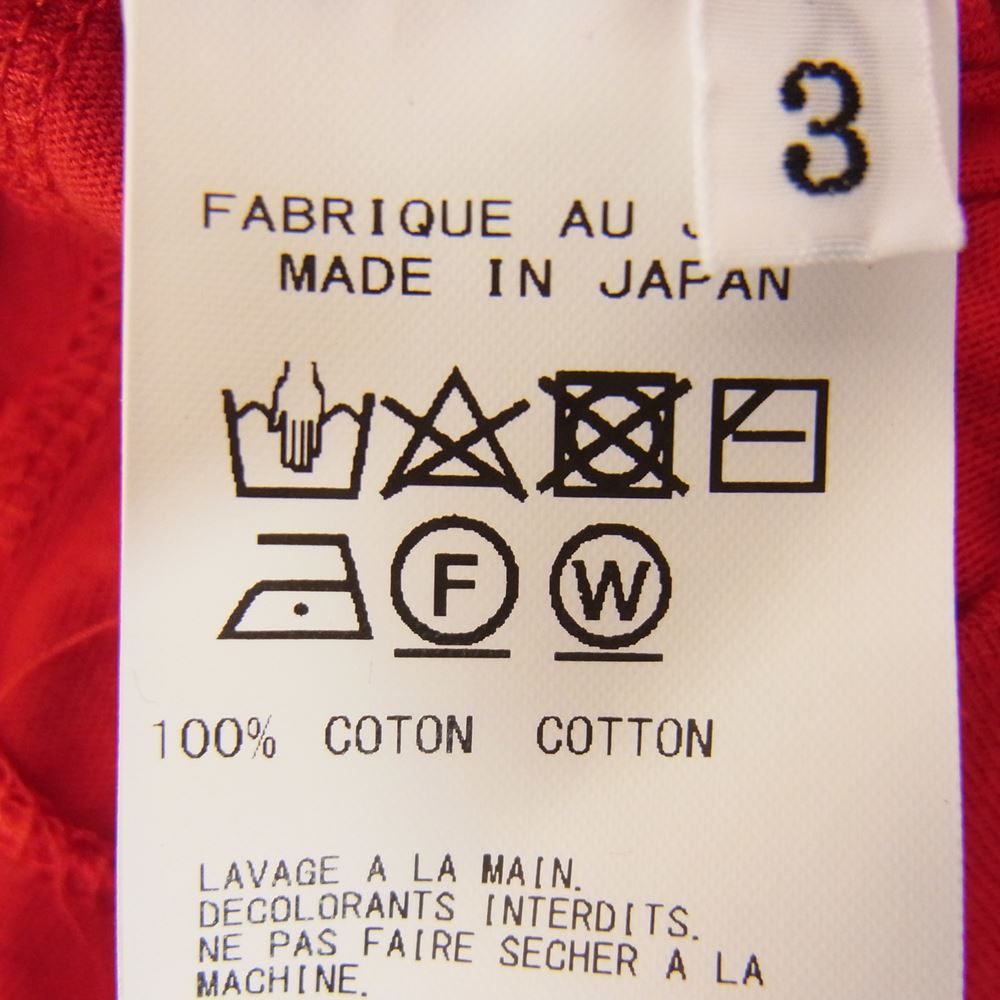 3
FABRIQUE AU
MADE IN JAPAN
F W
100% COTON COTTON
LAVAGE A LA MAIN.
DECOLORANTS INTERDITS.
NE PAS FAIRE SECHER A LA
MACHINE.